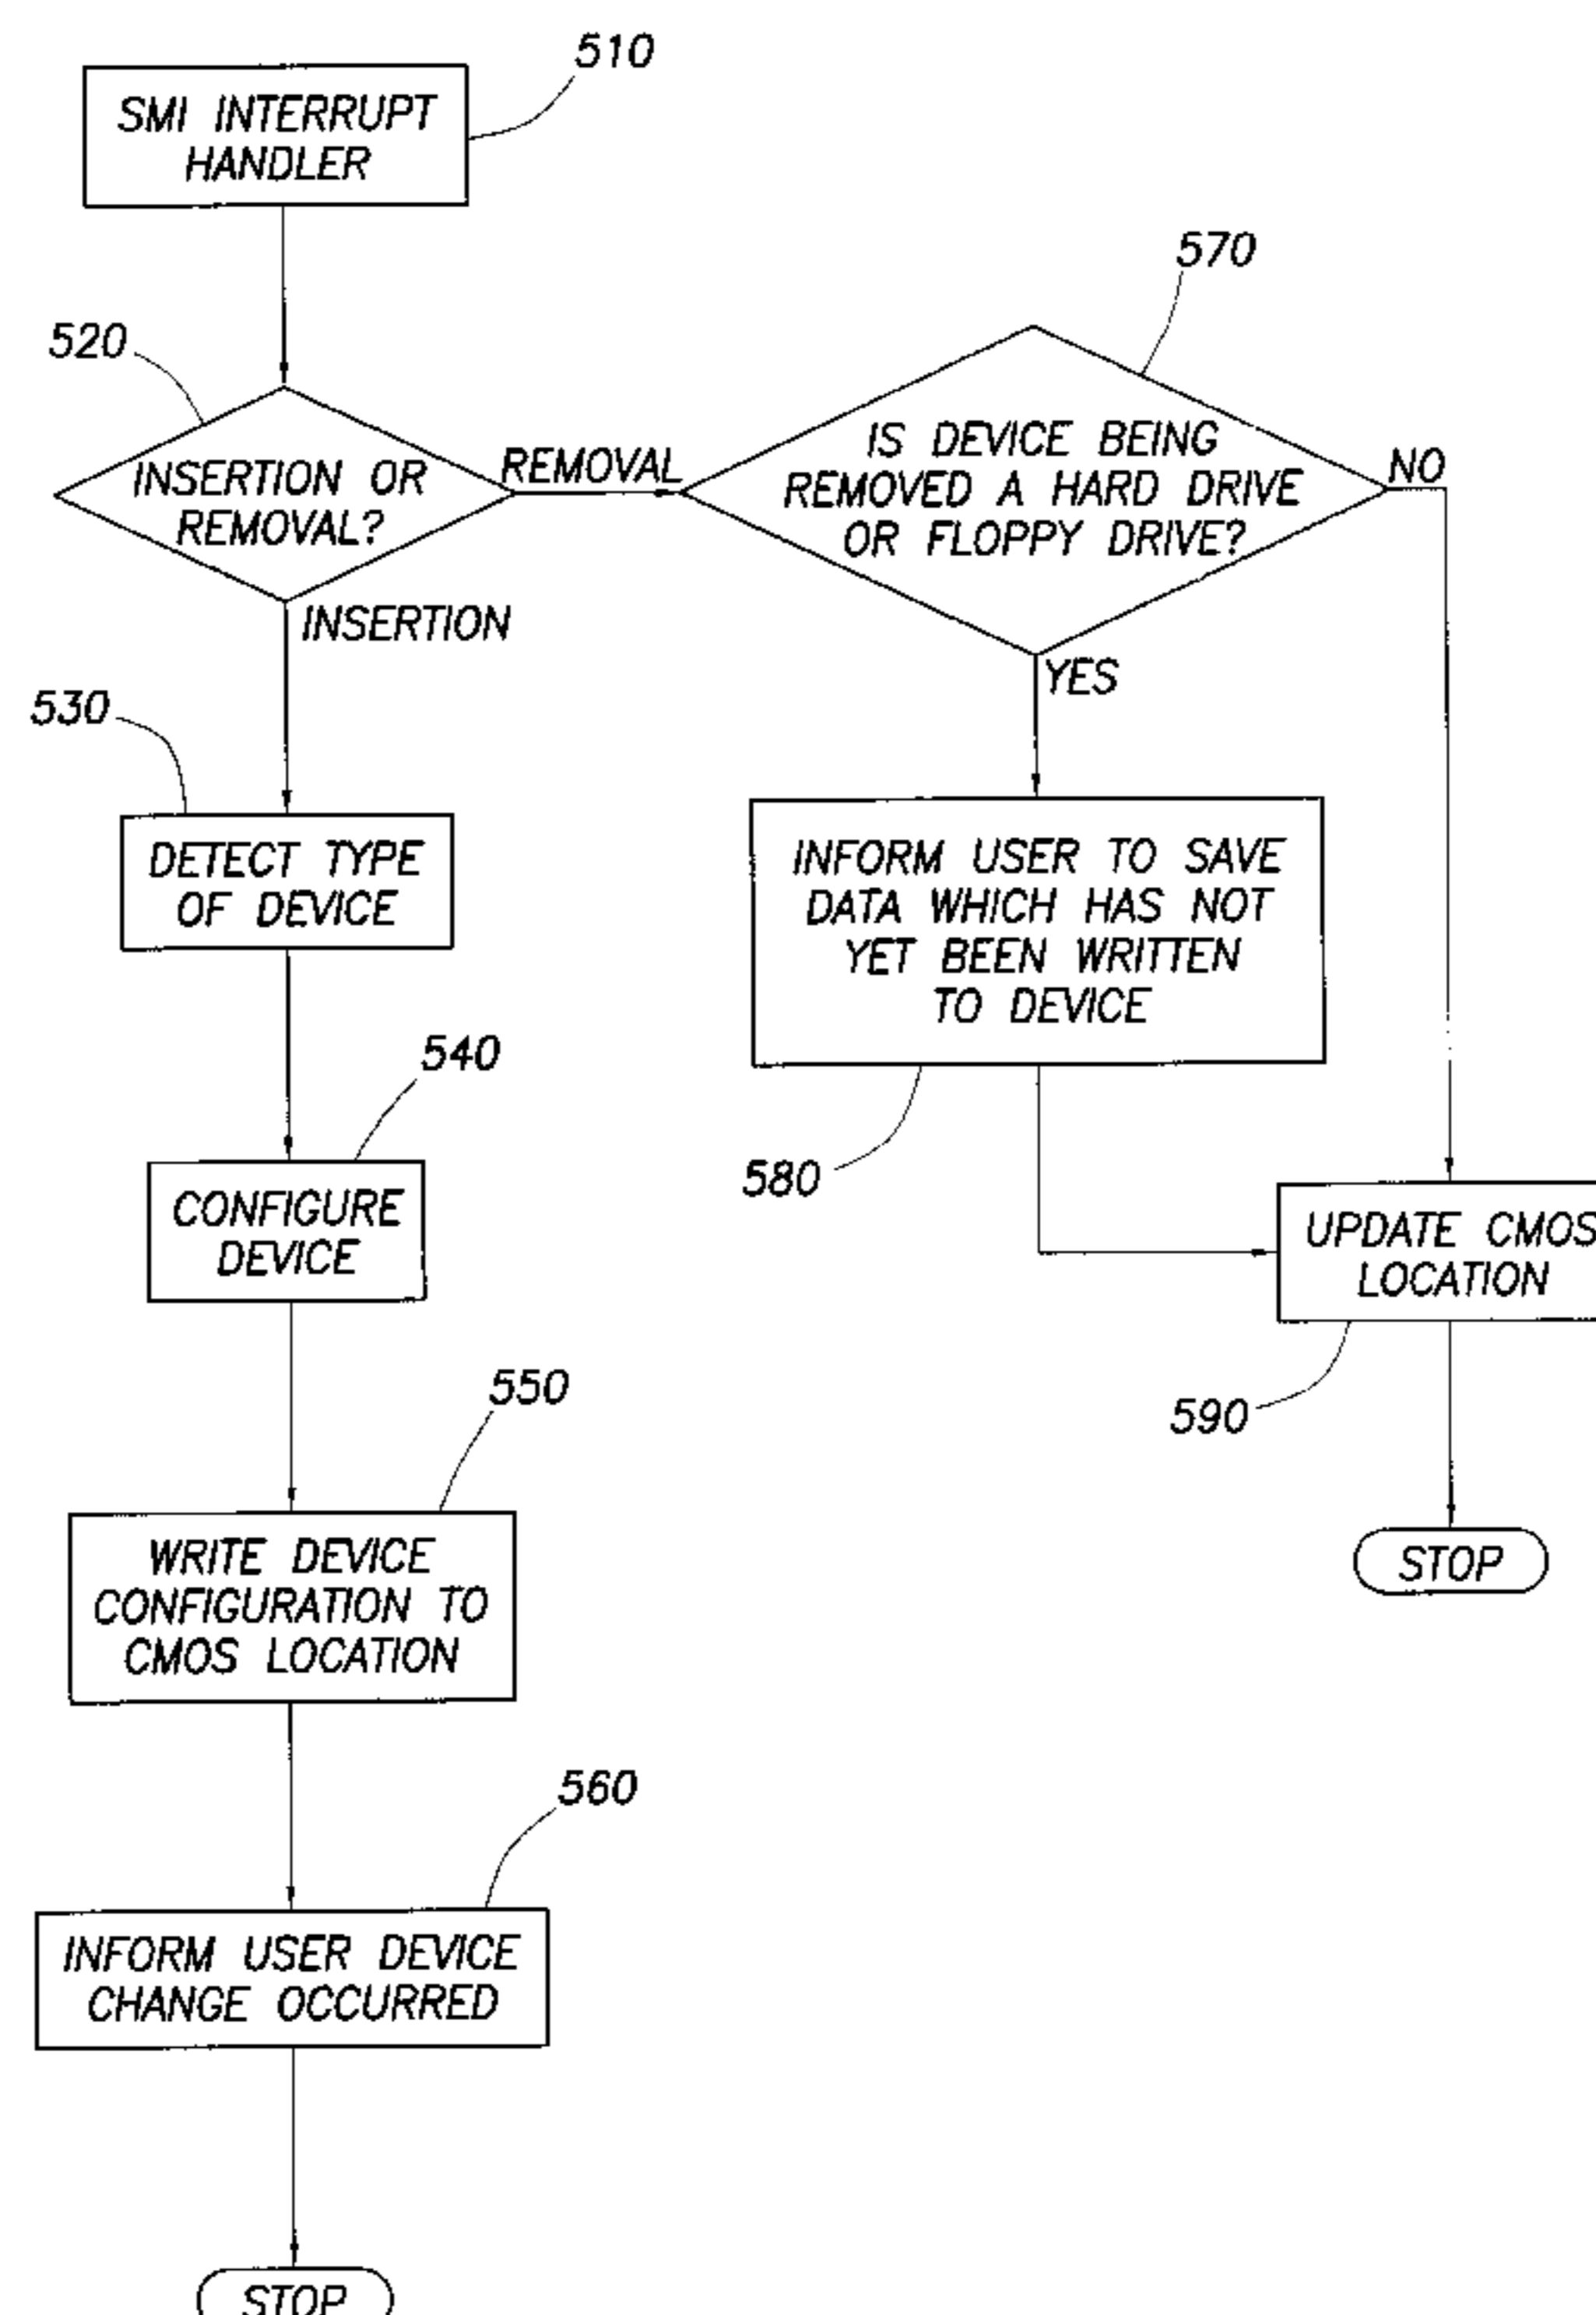 510
SMI INTERRUPT
HANDLER
520
INSERTION OR
REMOVAL?
REMOVAL
INSERTION
570
IS DEVICE BEING
REMOVED A HARD DRIVE
OR FLOPPY DRIVE?
NO
YES
530
DETECT TYPE
OF DEVICE
INFORM USER TO SAVE
DATA WHICH HAS NOT
YET BEEN WRITTEN
TO DEVICE
580
540
CONFIGURE
DEVICE
UPDATE CMOS
LOCATION
590
STOP
550
WRITE DEVICE
CONFIGURATION TO
CMOS LOCATION
560
INFORM USER DEVICE
CHANGE OCCURRED
STOP